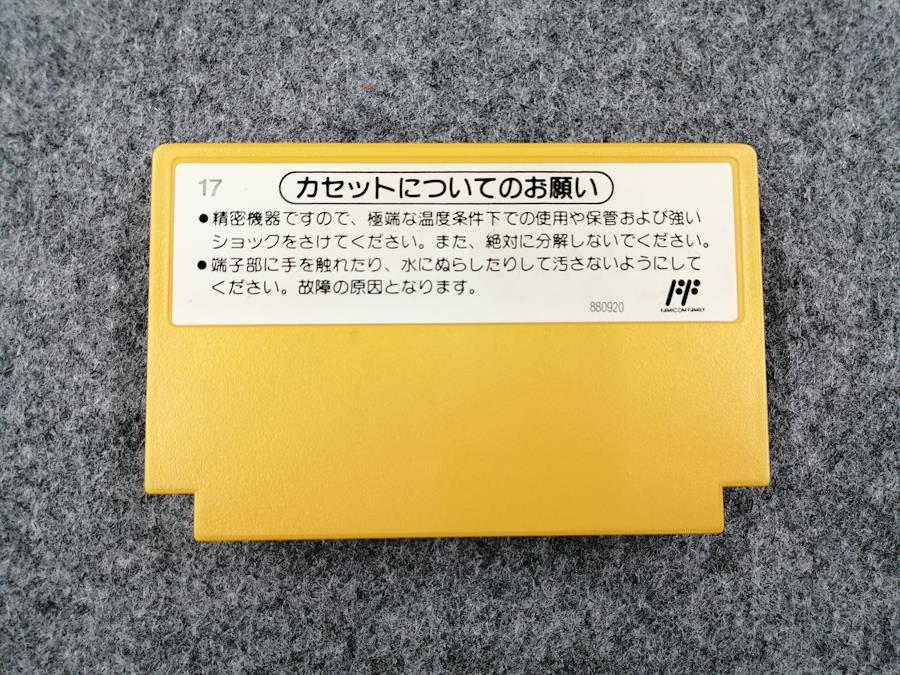 17
カセットについてのお願い
●精密機器ですので、極端な温度条件下での使用や保管および強い
ショックをさけてください。また、絶対に分解しないでください。
●端子部に手を触れたり、水にぬらしたりして汚さないようにして
ください。故障の原因となります。
880920
FAMICOM FAMILY